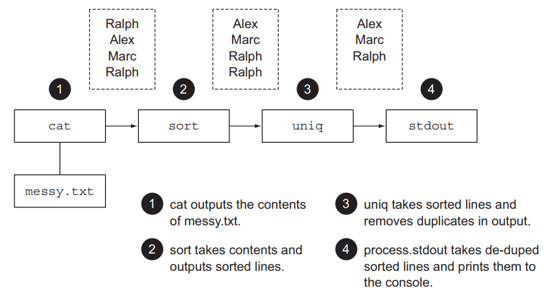 Ralph
Alex
Marc
Ralph
Alex
Marc
Ralph
Ralph
Alex
Marc
Ralph
1
2
3
4
cat
sort
uniq
stdout
messy.txt
1 cat outputs the contents
of messy.txt.
2 sort takes contents and
outputs sorted lines.
3 uniq takes sorted lines and
removes duplicates in output.
4 process.stdout takes de-duped
sorted lines and prints them to
the console.